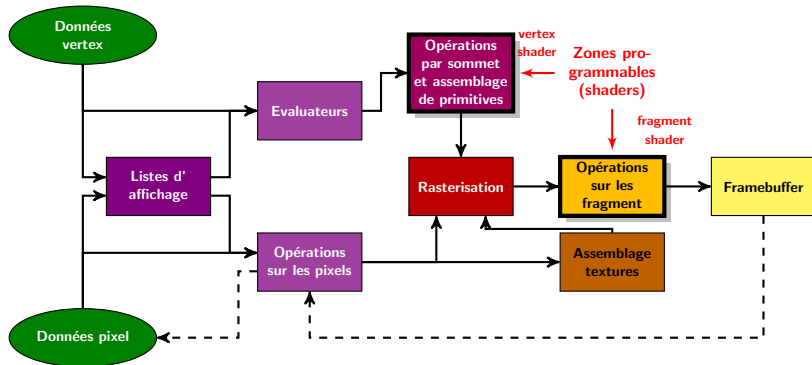 Données
vertex
Opérations
par sommet
et assemblage
de primitives
vertex
shader
Zones pro-
grammables
(shaders)
Evaluateurs
fragment
shader
Listes d'
affichage
Rasterisation
Opérations
sur les
fragment
Framebuffer
Opérations
sur les pixels
Assemblage
textures
Données pixel